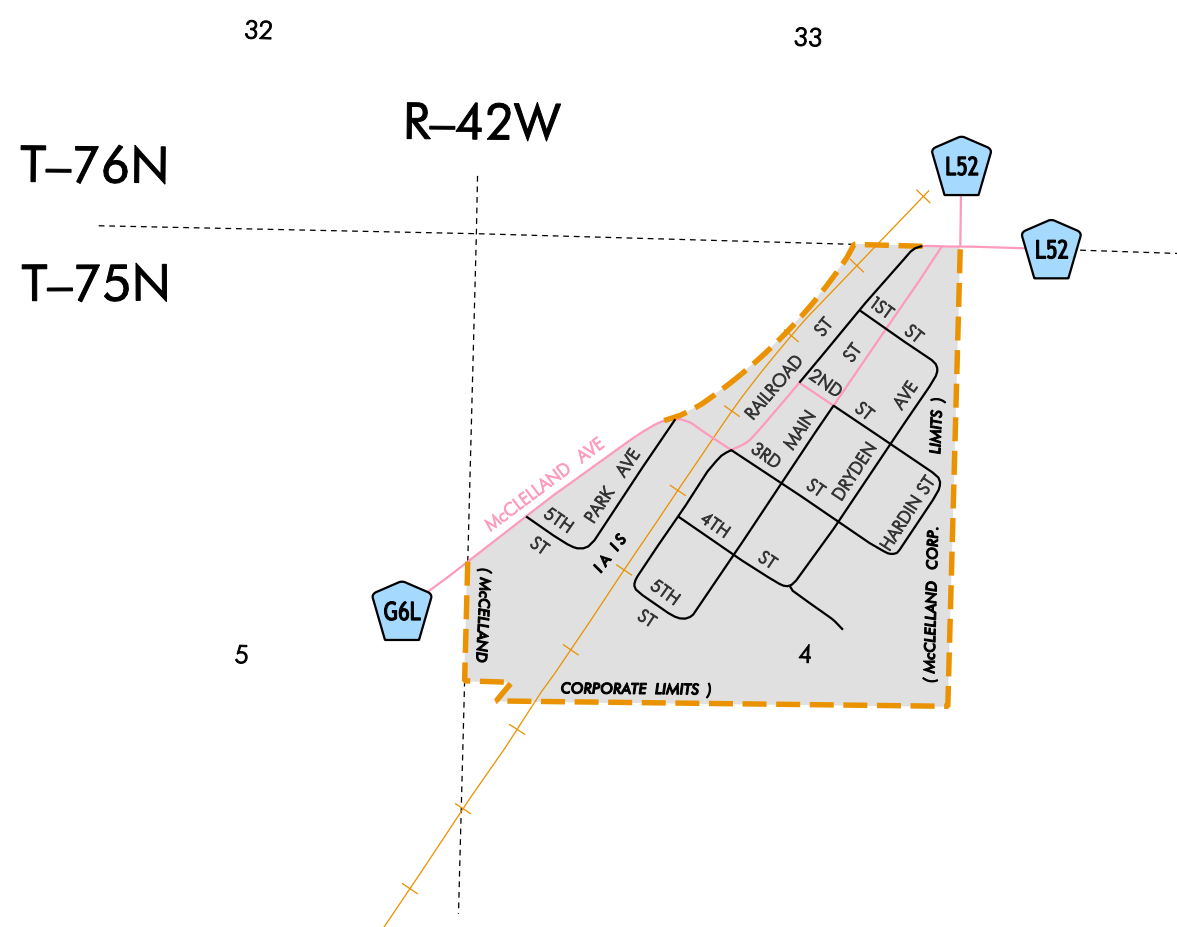 32
33
R–42W
T–76N
L52
L52
T–75N
1ST ST
RAILROAD ST
MAIN ST
2ND ST
DRYDEN AVE
3RD ST
HARDIN ST
McCLELLAND AVE
PARK AVE
5TH ST
4TH ST
5TH ST
IA IS
G6L
( McCELLAND
CORPORATE LIMITS )
( McCLELLAND CORP. LIMITS )
5
4